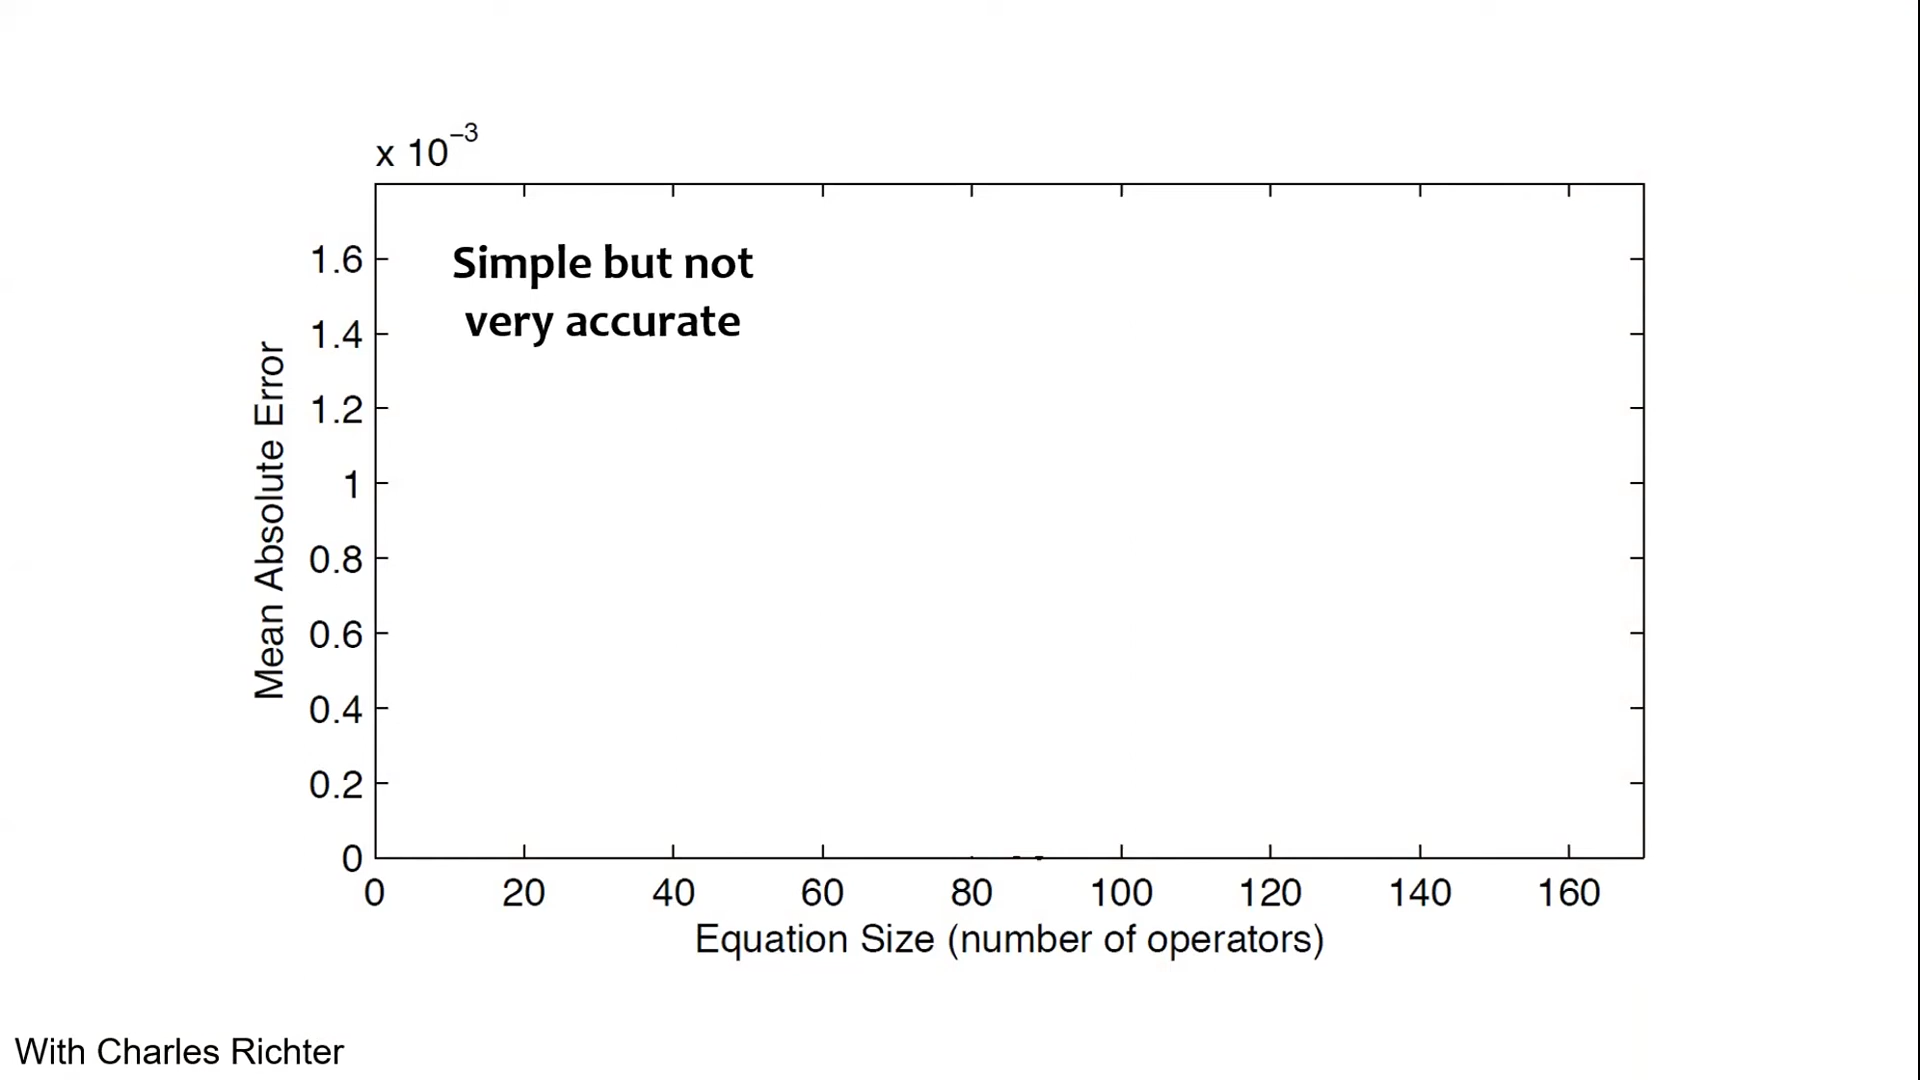 x 10⁻³
Simple but not
very accurate
1.6
1.4
1.2
1
0.8
0.6
0.4
0.2
0
Mean Absolute Error
0 20 40 60 80 100 120 140 160
Equation Size (number of operators)
With Charles Richter